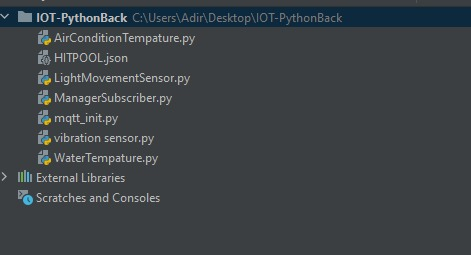 IOT-PythonBack C:\Users\Adir\Desktop\IOT-PythonBack
AirConditionTempature.py
HITPOOL.json
LightMovementSensor.py
ManagerSubscriber.py
mqtt_init.py
vibration sensor.py
WaterTempature.py
External Libraries
Scratches and Consoles